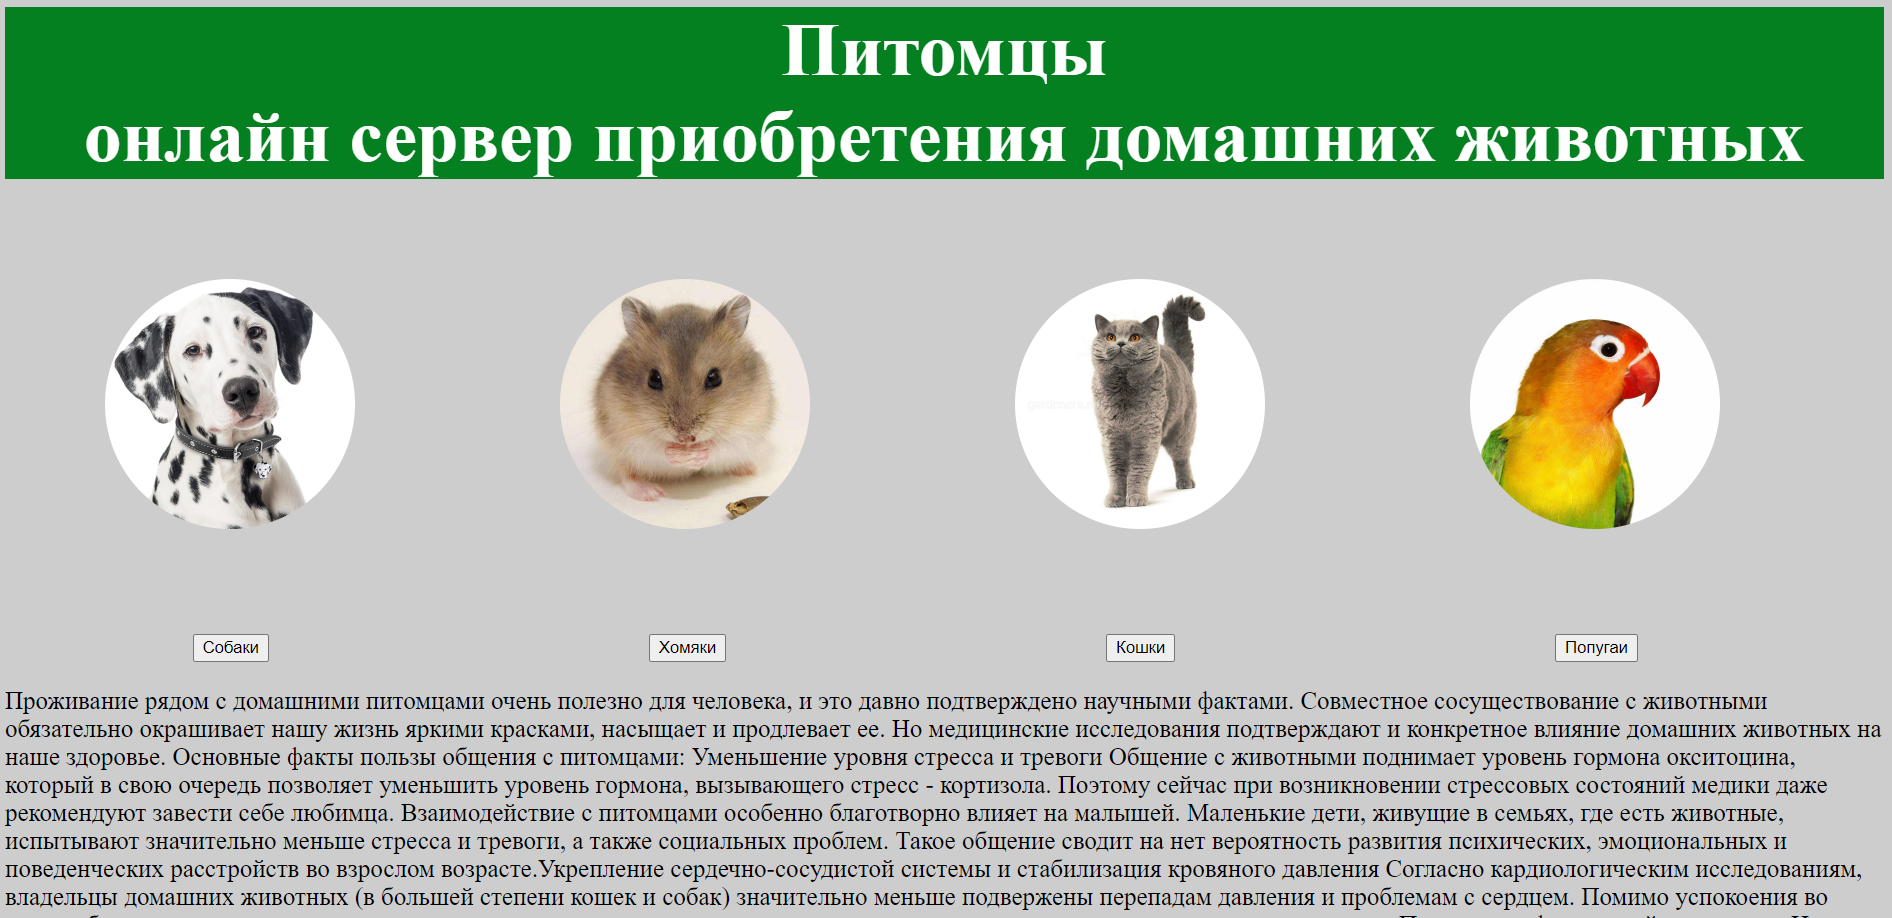 Питомцы
онлайн сервер приобретения домашних животных
Собаки
Хомяки
Кошки
Попугаи
Проживание рядом с домашними питомцами очень полезно для человека, и это давно подтверждено научными фактами. Совместное сосуществование с животными
обязательно окрашивает нашу жизнь яркими красками, насыщает и продлевает ее. Но медицинские исследования подтверждают и конкретное влияние домашних животных на
наше здоровье. Основные факты пользы общения с питомцами: Уменьшение уровня стресса и тревоги Общение с животными поднимает уровень гормона окситоцина,
который в свою очередь позволяет уменьшить уровень гормона, вызывающего стресс - кортизола. Поэтому сейчас при возникновении стрессовых состояний медики даже
рекомендуют завести себе любимца. Взаимодействие с питомцами особенно благотворно влияет на малышей. Маленькие дети, живущие в семьях, где есть животные,
испытывают значительно меньше стресса и тревоги, а также социальных проблем. Такое общение сводит на нет вероятность развития психических, эмоциональных и
поведенческих расстройств во взрослом возрасте.Укрепление сердечно-сосудистой системы и стабилизация кровяного давления Согласно кардиологическим исследованиям,
владельцы домашних животных (в большей степени кошек и собак) значительно меньше подвержены перепадам давления и проблемам с сердцем. Помимо успокоения во